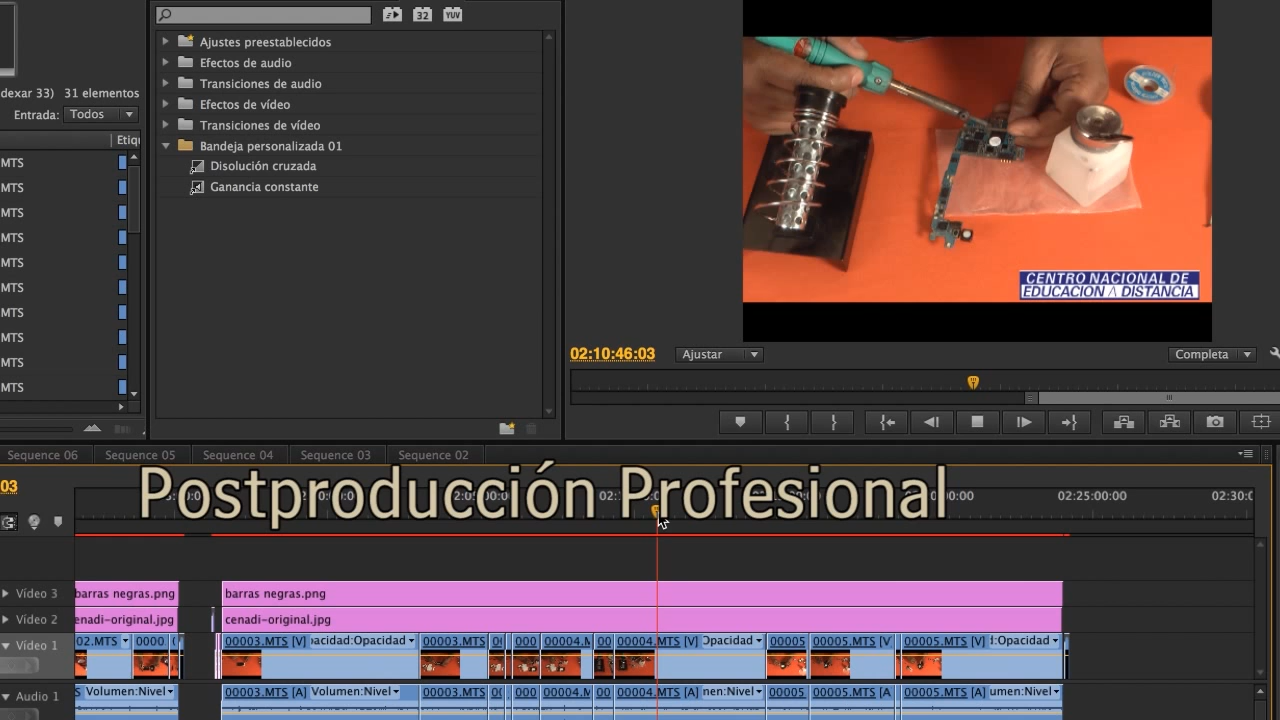 32
YUV
Ajustes preestablecidos
Efectos de audio
Transiciones de audio
Efectos de vídeo
Transiciones de vídeo
Bandeja personalizada 01
Disolución cruzada
Ganancia constante
dexar 33) 31 elementos
Entrada: Todos
Etiqu
MTS
MTS
MTS
MTS
MTS
MTS
MTS
MTS
MTS
MTS
CENTRO NACIONAL DE
EDUCACION A DISTANCIA
02:10:46:03 Ajustar Completa
Sequence 06 Sequence 05 Sequence 04 Sequence 03 Sequence 02
03
Postproducción Profesional
02:25:00:00 02:30:0
Vídeo 3 barras negras.png barras negras.png
Vídeo 2 enadi-original.jpg cenadi-original.jpg
Vídeo 1 02.MTS 0000 00003.MTS [V] pacidad:Opacidad 00003.MTS 000 00004.M 00 00004.MTS [V] Opacidad 00005 00005.MTS [V] 00005.MTS [V] d:Opacidad
Audio 1 S Volumen:Nivel 00003.MTS [A] Volumen:Nivel 00003.MTS 000 00004.M 00 00004.MTS [A] nen:Nivel 00005 00005.MTS [A 00005.MTS [A] umen:Nivel